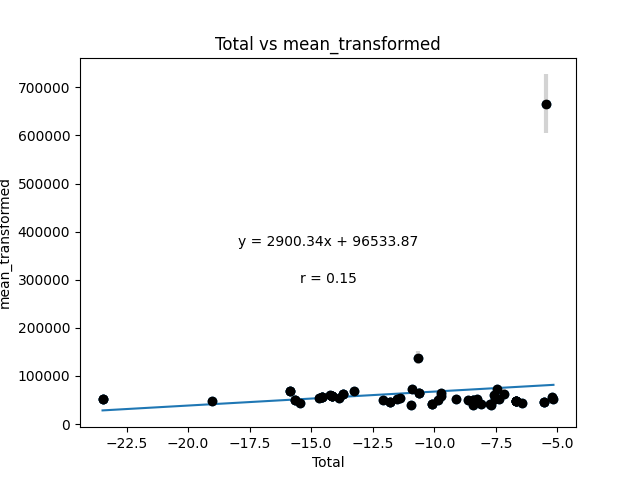 Total vs mean_transformed
700000
600000
500000
400000
300000
200000
100000
0
mean_transformed
y = 2900.34x + 96533.87
r = 0.15
−22.5 −20.0 −17.5 −15.0 −12.5 −10.0 −7.5 −5.0
Total